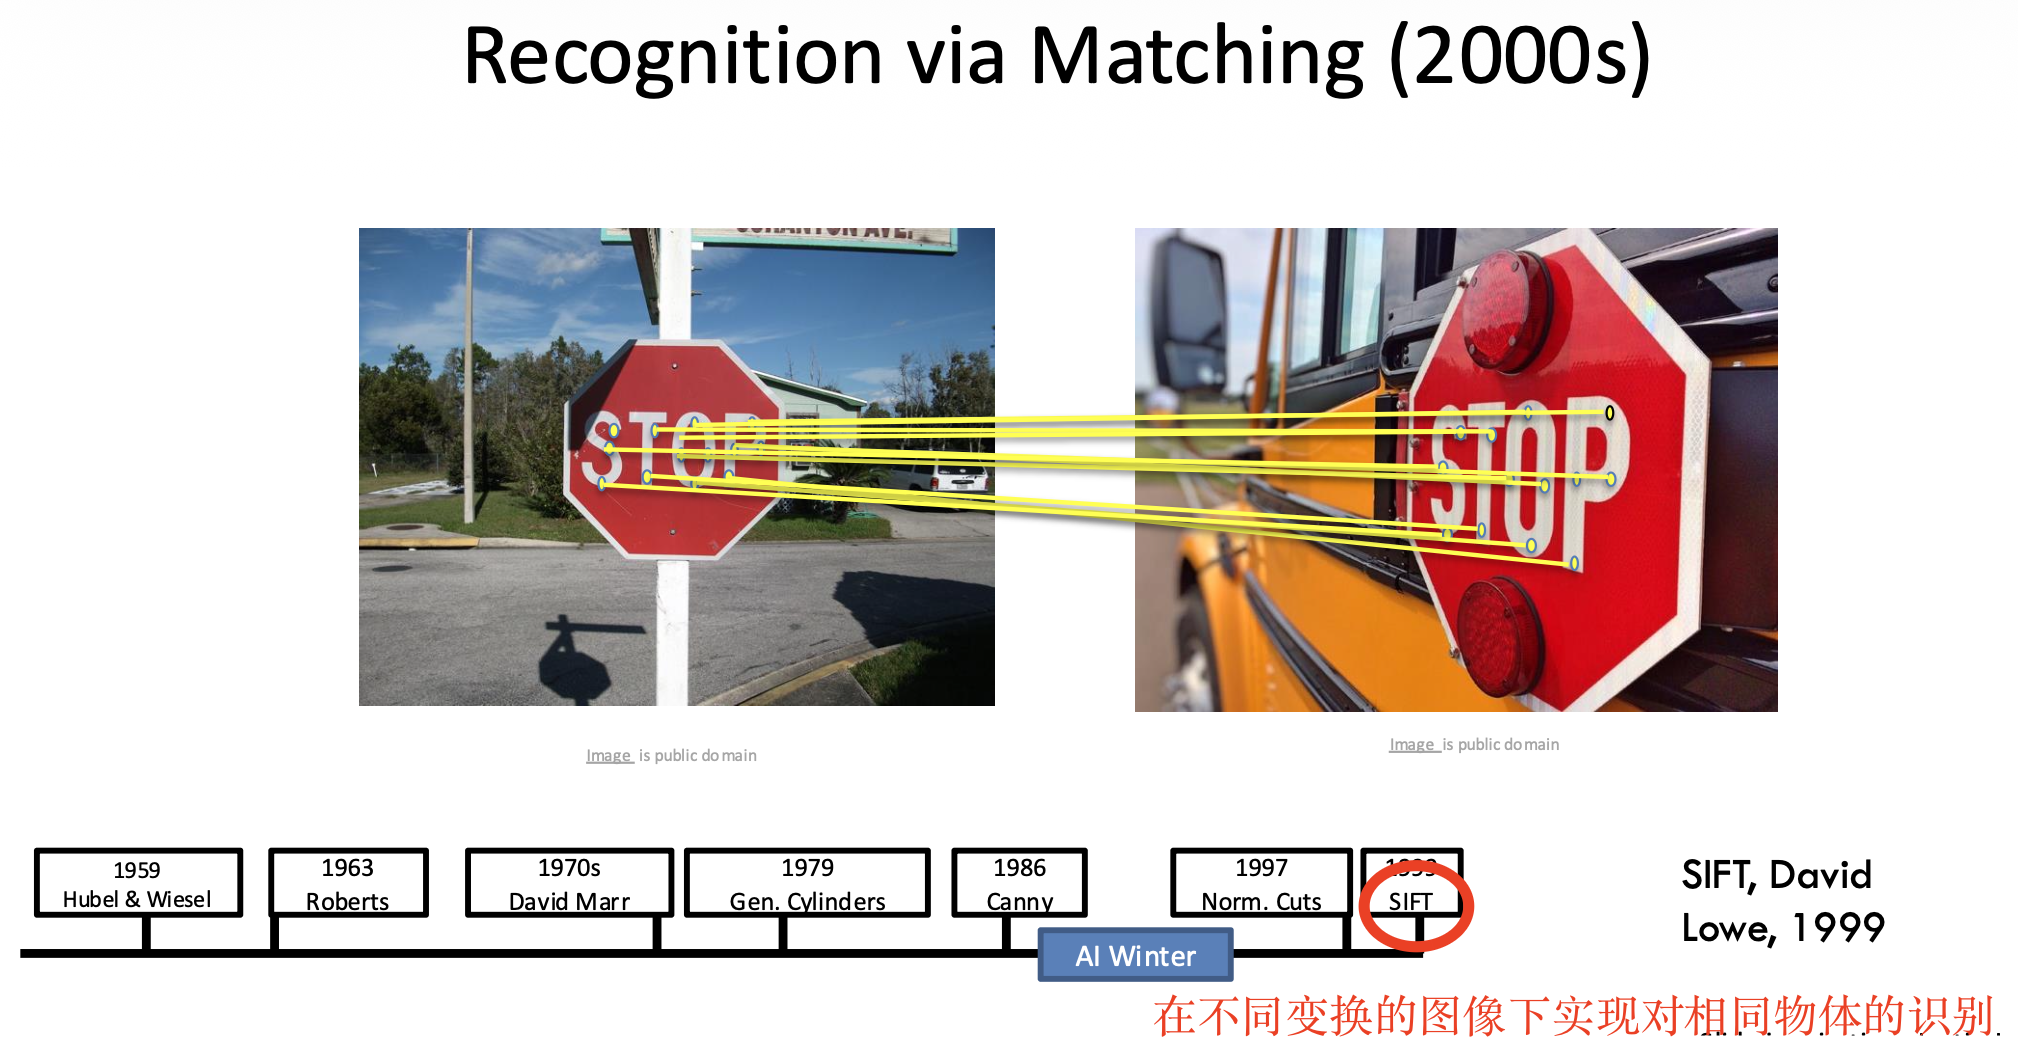 Recognition via Matching (2000s)
STOP
STOP
Image is public domain
Image is public domain
1959
Hubel & Wiesel
1963
Roberts
1970s
David Marr
1979
Gen. Cylinders
1986
Canny
1997
Norm. Cuts
1999
SIFT
AI Winter
SIFT, David
Lowe, 1999
在不同变换的图像下实现对相同物体的识别